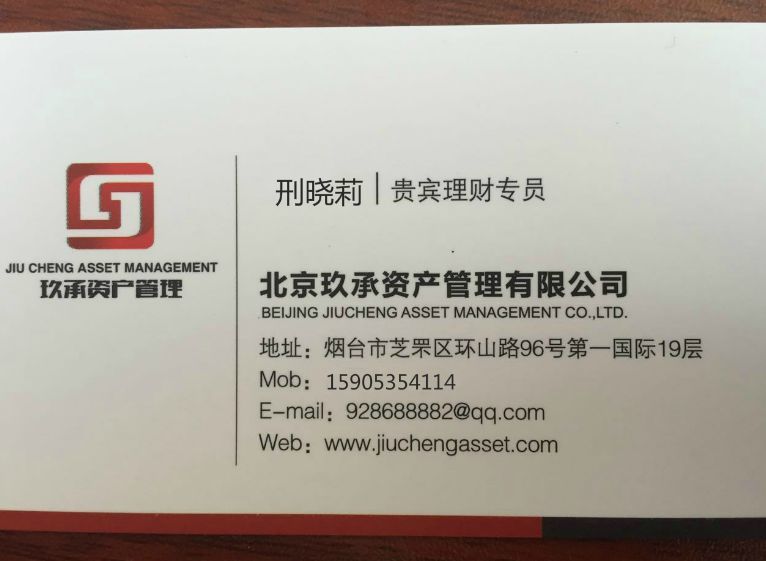 JIU CHENG ASSET MANAGEMENT
玖承资产管理
刑晓莉 | 贵宾理财专员
北京玖承资产管理有限公司
BEIJING JIUCHENG ASSET MANAGEMENT CO.,LTD.
地址：烟台市芝罘区环山路96号第一国际19层
Mob：15905354114
E-mail：928688882@qq.com
Web：www.jiuchengasset.com